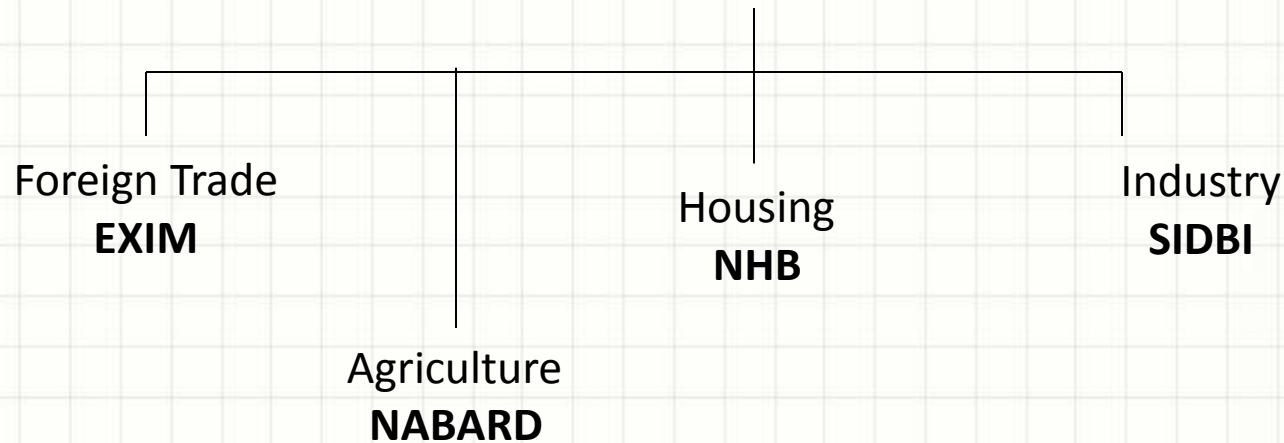 Foreign Trade
EXIM
Agriculture
NABARD
Housing
NHB
Industry
SIDBI